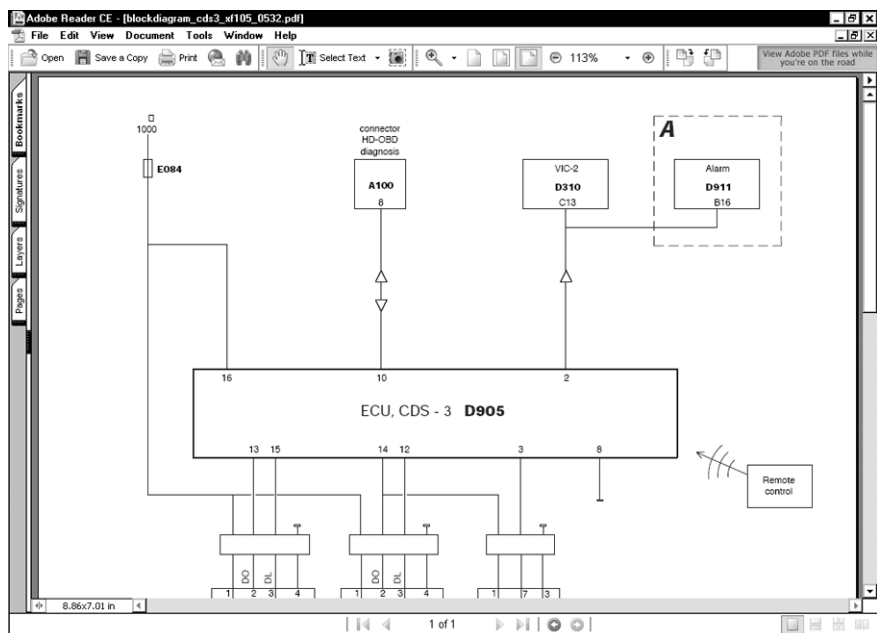 Adobe Reader CE - [blockdiagram_cds3_xf105_0532.pdf]
File Edit View Document Tools Window Help
Open Save a Copy Print Select Text 113%
View Adobe PDF files while you're on the road
Bookmarks
Signatures
Layers
Pages
1000
E084
connector
HD-OBD
diagnosis
A100
8
VIC-2
D310
C13
A
Alarm
D911
B16
16 10 2
ECU, CDS - 3 D905
13 15 14 12 3 8
Remote
control
DO DL DO DL
1 2 3 4 1 2 3 4 1 7 3
8.86x7.01 in
1 of 1